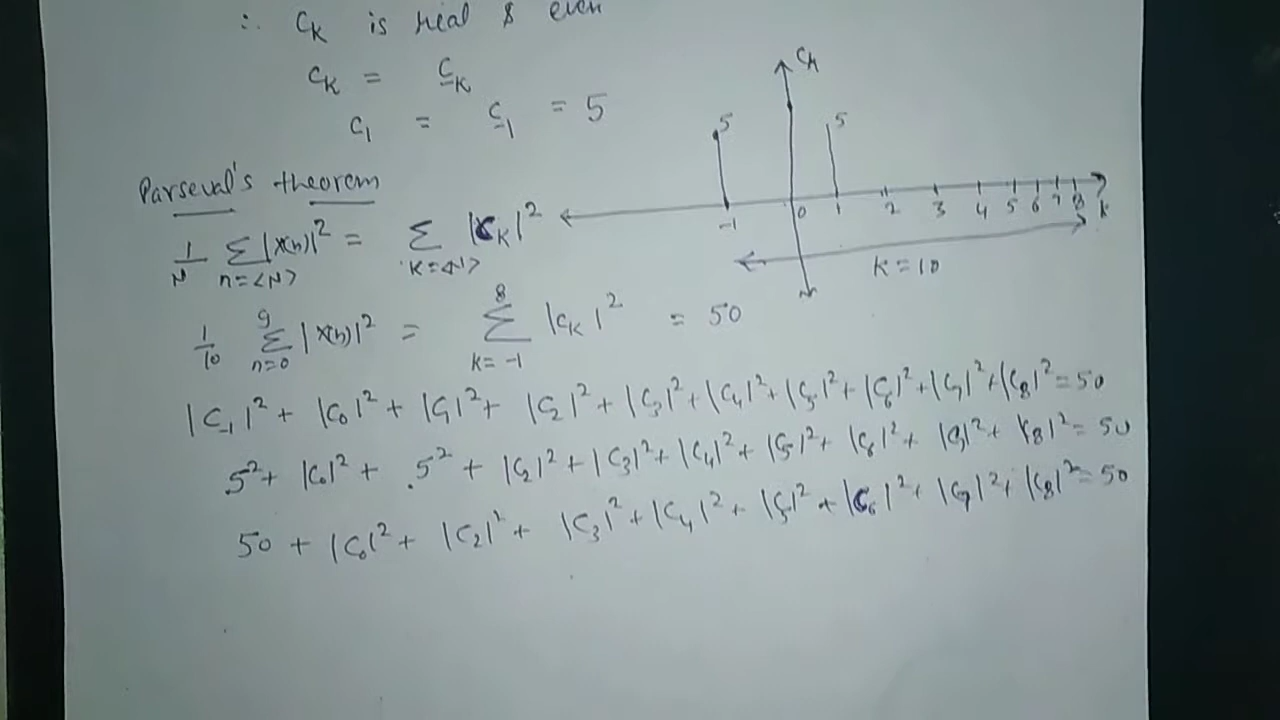 ∴ Cₖ is real & even
Cₖ = C₋ₖ
C₁ = C₋₁ = 5
Parseval's theorem
1/N Σ_{n=<N>} |x(n)|² = Σ_{k=<N>} |Cₖ|²
1/10 Σ_{n=0}^{9} |x(n)|² = Σ_{k=-1}^{8} |Cₖ|² = 50
|C₋₁|² + |C₀|² + |C₁|² + |C₂|² + |C₃|² + |C₄|² + |C₅|² + |C₆|² + |C₇|² + |C₈|² = 50
5² + |C₀|² + 5² + |C₂|² + |C₃|² + |C₄|² + |C₅|² + |C₆|² + |C₇|² + |C₈|² = 50
50 + |C₀|² + |C₂|² + |C₃|² + |C₄|² + |C₅|² + |C₆|² + |C₇|² + |C₈|² = 50
Cₖ
5 5
-1 0 1 2 3 4 5 6 7 8 k
K = 10
N